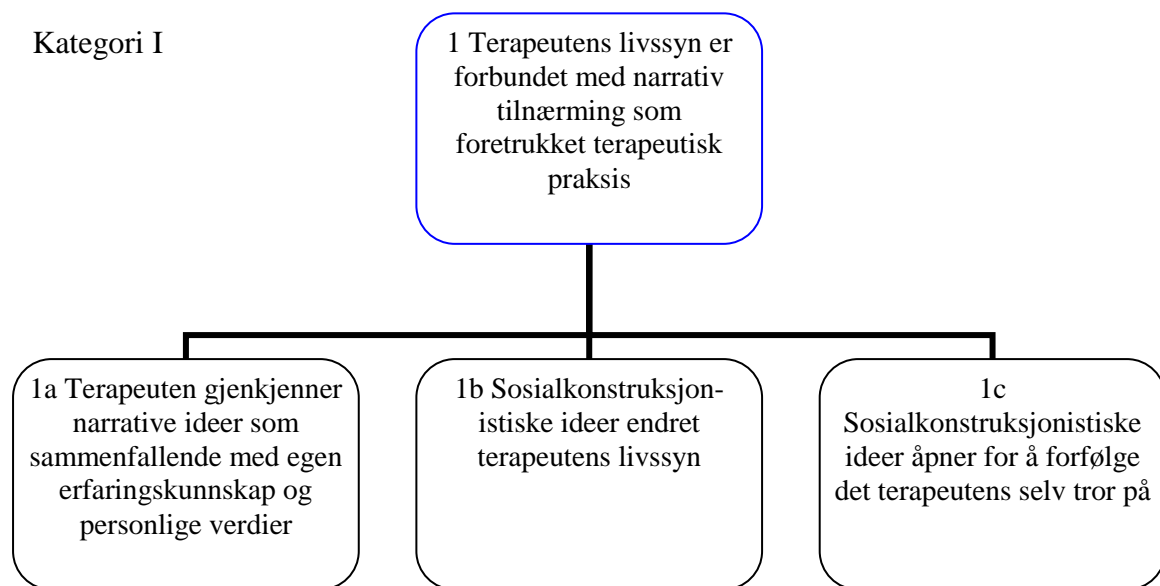 Kategori I
1 Terapeutens livssyn er
forbundet med narrativ
tilnærming som
foretrukket terapeutisk
praksis
1a Terapeuten gjenkjenner
narrative ideer som
sammenfallende med egen
erfaringskunnskap og
personlige verdier
1b Sosialkonstruksjon-
istiske ideer endret
terapeutens livssyn
1c
Sosialkonstruksjonistiske
ideer åpner for å forfølge
det terapeutens selv tror på